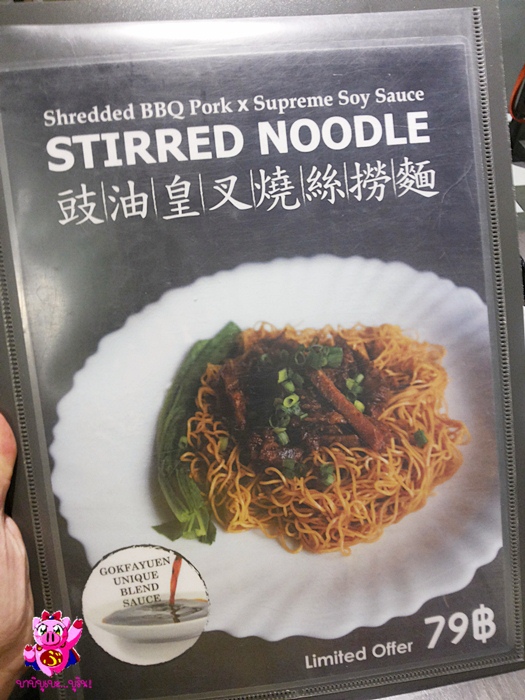 Shredded BBQ Pork x Supreme Soy Sauce
STIRRED NOODLE
豉油皇叉燒絲撈麵
GOKFAYUEN
UNIQUE
BLEND
SAUCE
Limited Offer 79฿